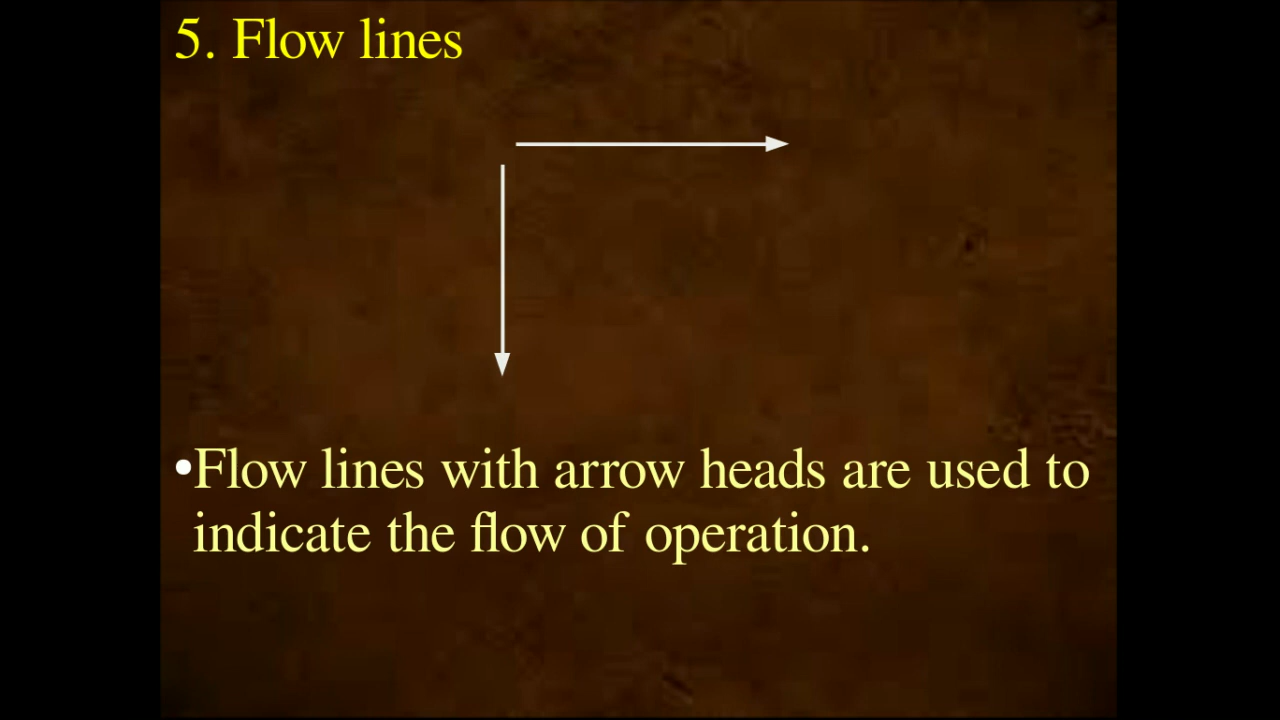 5. Flow lines
•Flow lines with arrow heads are used to
indicate the flow of operation.